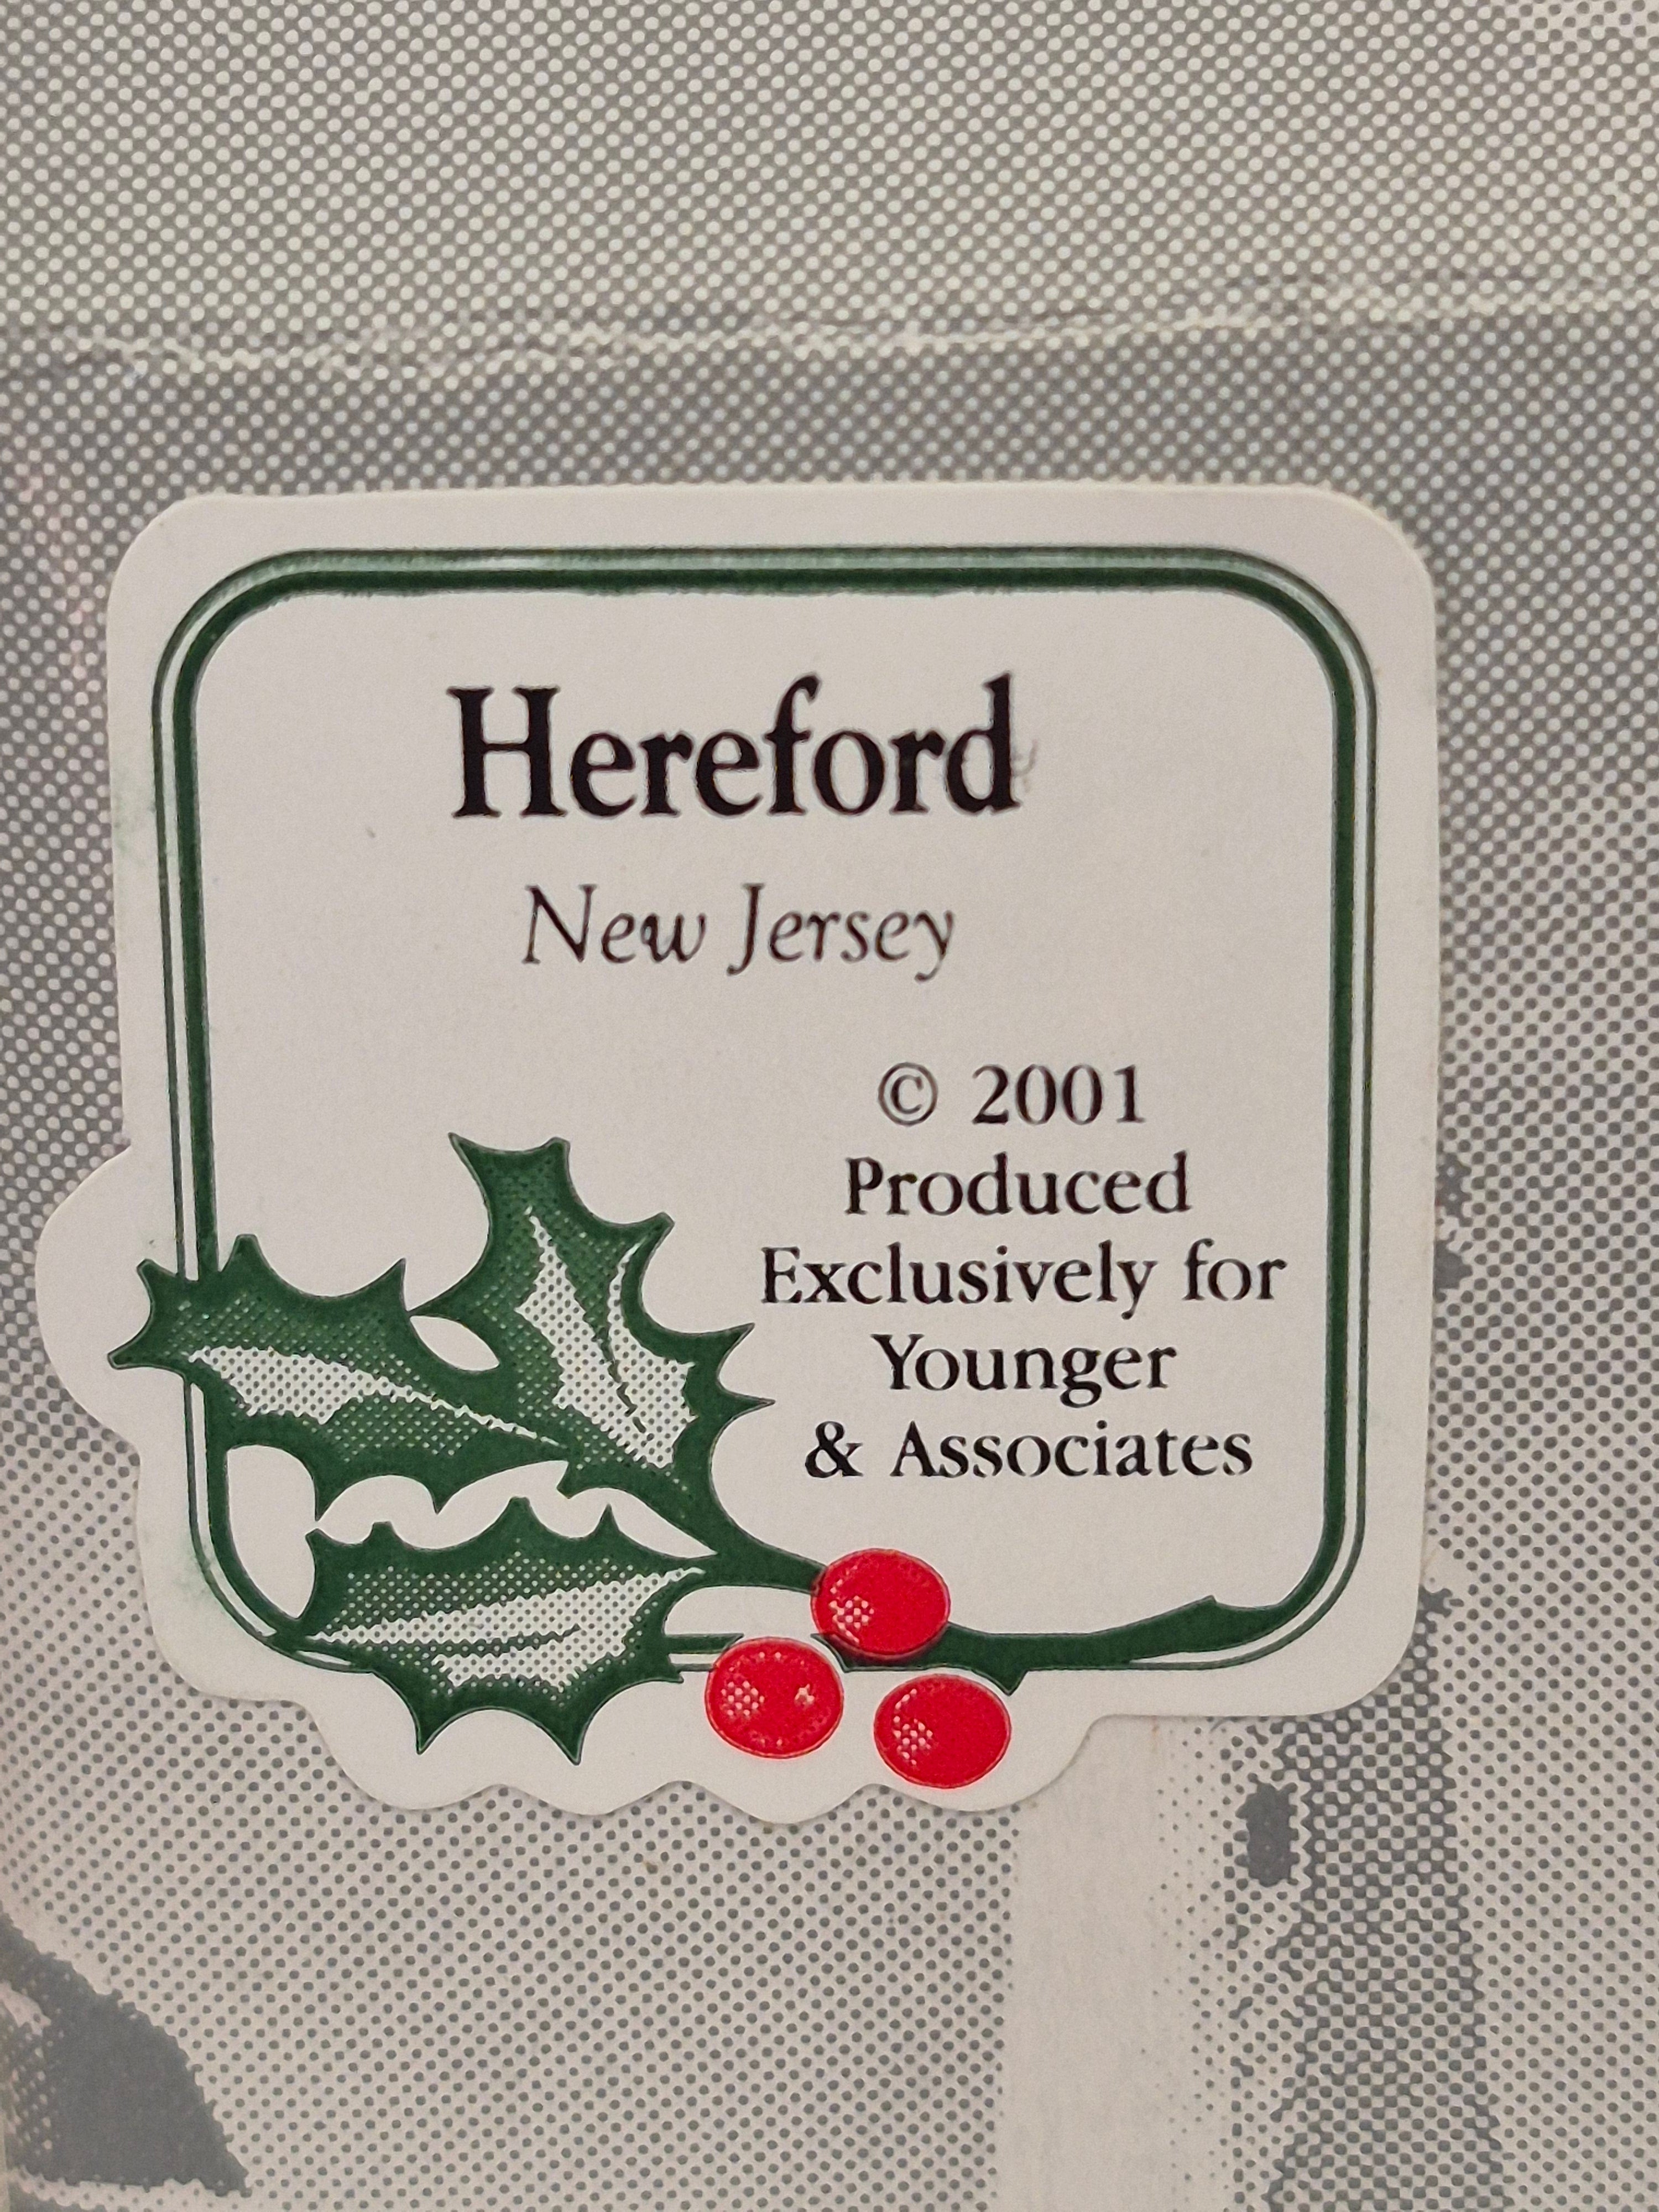 Hereford
New Jersey
© 2001
Produced
Exclusively for
Younger
& Associates